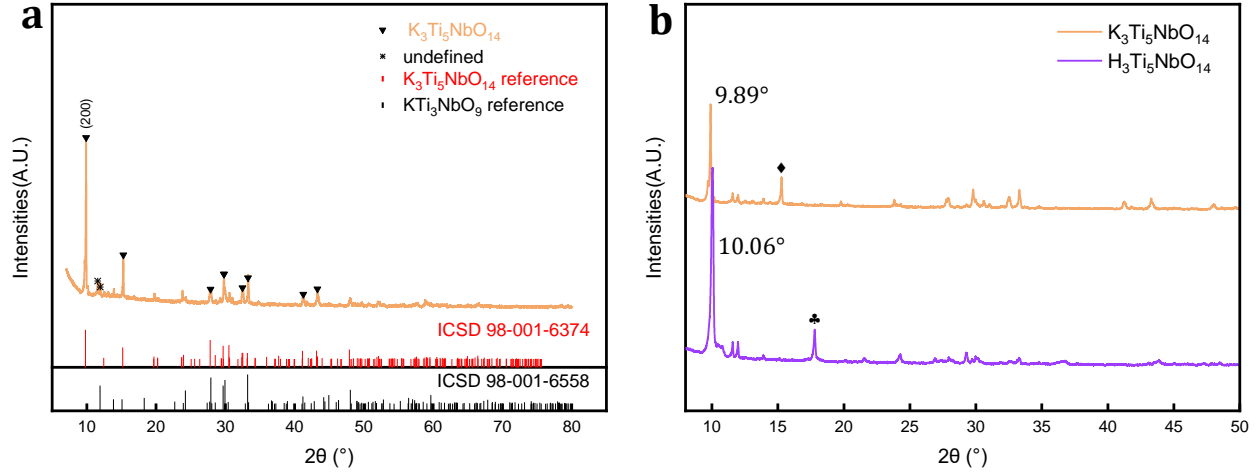 a
K₃Ti₅NbO₁₄
undefined
K₃Ti₅NbO₁₄ reference
KTi₃NbO₉ reference
(200)
Intensities(A.U.)
ICSD 98-001-6374
ICSD 98-001-6558
10 20 30 40 50 60 70 80
2θ (°)
b
K₃Ti₅NbO₁₄
H₃Ti₅NbO₁₄
9.89°
10.06°
Intensities(A.U.)
10 15 20 25 30 35 40 45 50
2θ (°)